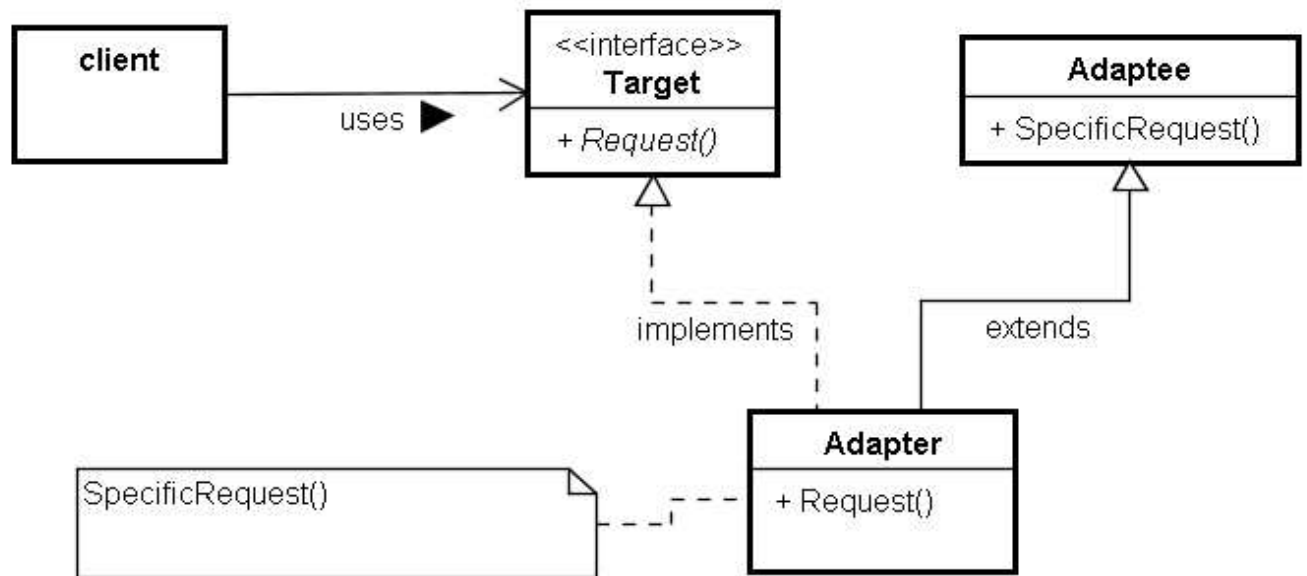 client
uses
<<interface>>
Target
+ Request()
Adaptee
+ SpecificRequest()
implements
extends
Adapter
+ Request()
SpecificRequest()